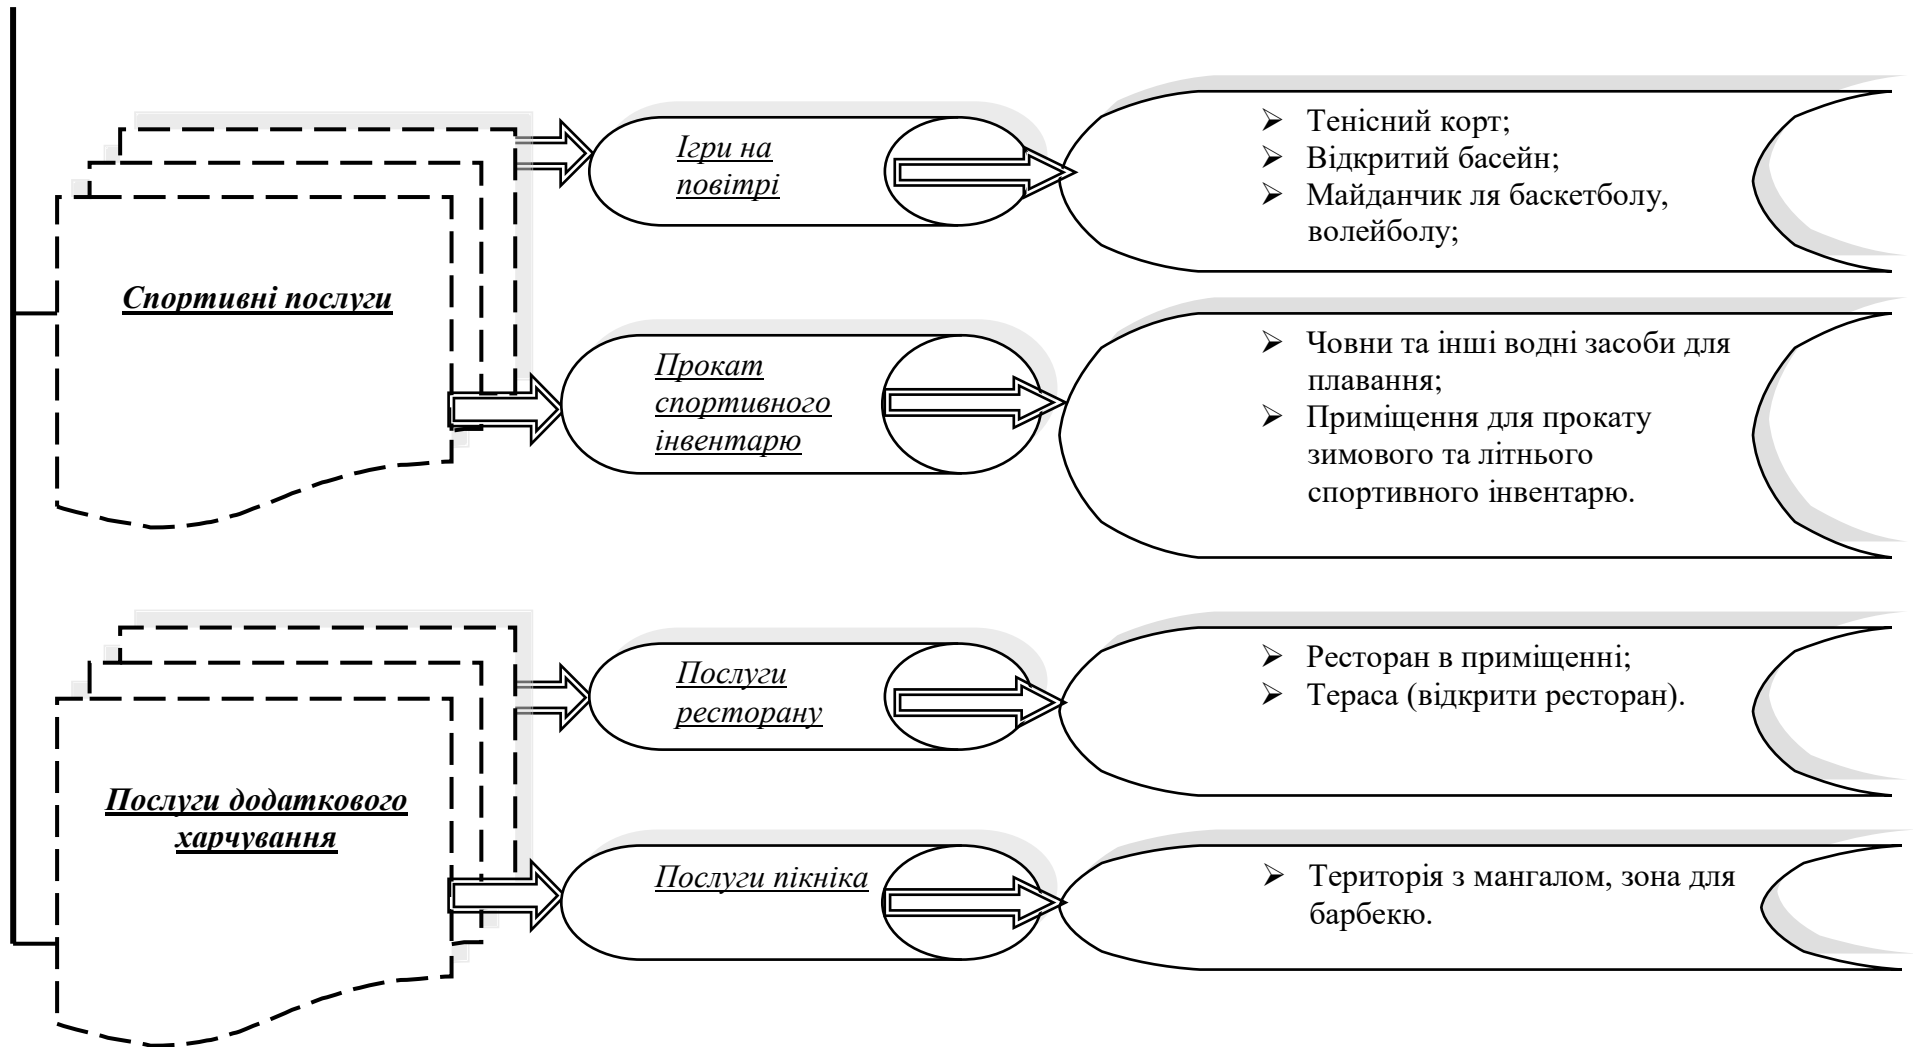 Спортивні послуги
Ігри на
повітрі
➢ Тенісний корт;
➢ Відкритий басейн;
➢ Майданчик ля баскетболу,
волейболу;
Прокат
спортивного
інвентарю
➢ Човни та інші водні засоби для
плавання;
➢ Приміщення для прокату
зимового та літнього
спортивного інвентарю.
Послуги додаткового
харчування
Послуги
ресторану
➢ Ресторан в приміщенні;
➢ Тераса (відкрити ресторан).
Послуги пікніка
➢ Територія з мангалом, зона для
барбекю.